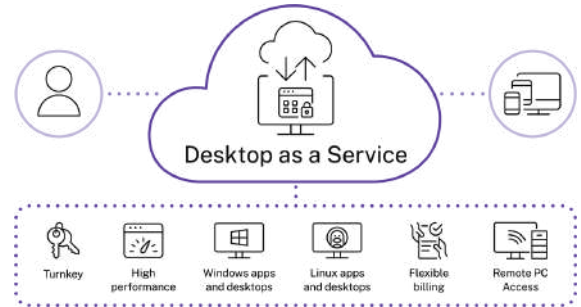 Desktop as a Service
Turnkey
High
performance
Windows apps
and desktops
Linux apps
and desktops
Flexible
billing
Remote PC
Access